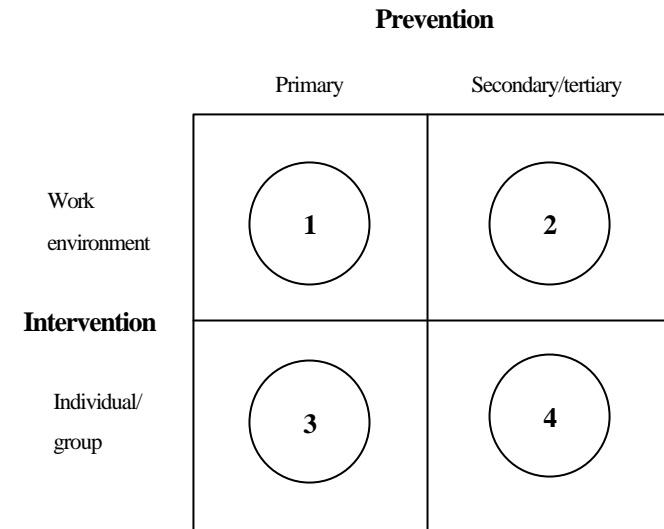 Prevention
Primary Secondary/tertiary
Work
environment
1 2
Intervention
Individual/
group
3 4